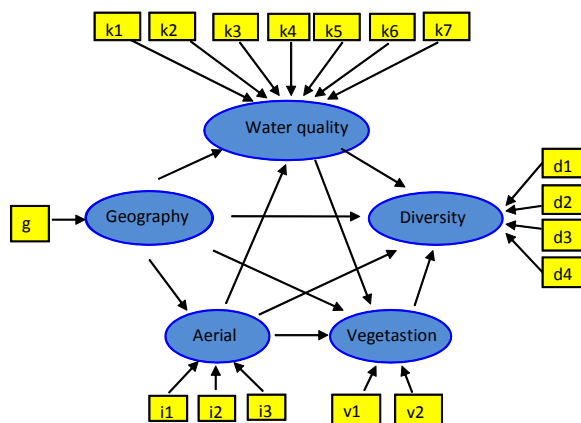 k1 k2 k3 k4 k5 k6 k7
Water quality
d1
d2
g Geography Diversity
d3
d4
Aerial Vegetastion
i1 i2 i3 v1 v2